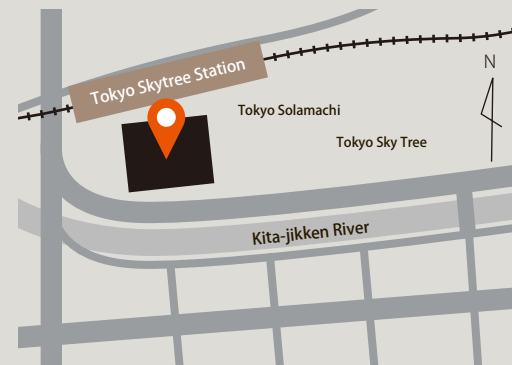 N
Tokyo Skytree Station
Tokyo Solamachi
Tokyo Sky Tree
Kita-jikken River